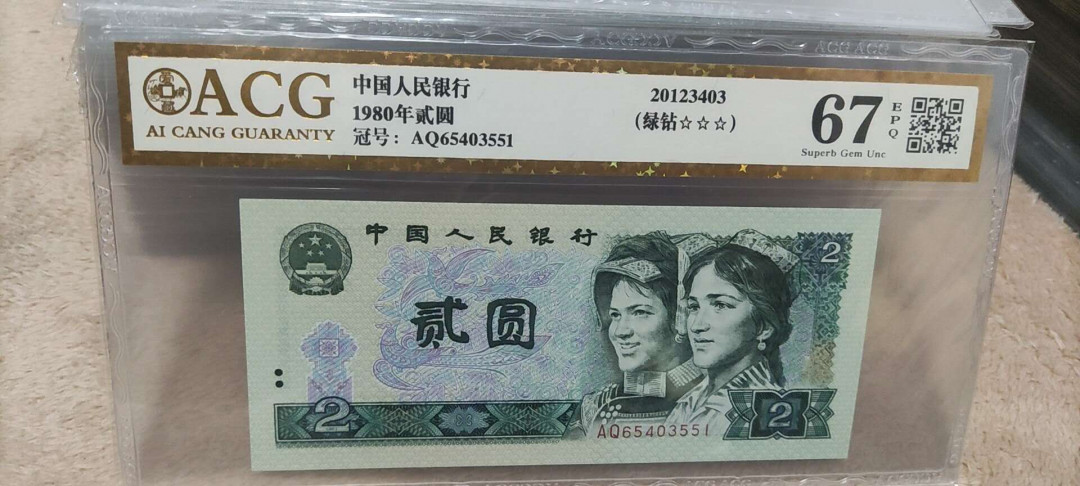 ACG
AI CANG GUARANTY
中国人民银行
1980年贰圆
冠号：AQ65403551
20123403
(绿钻☆☆☆)
67
EPQ
Superb Gem Unc
中国人民银行
贰圆
2
2
AQ65403551
2